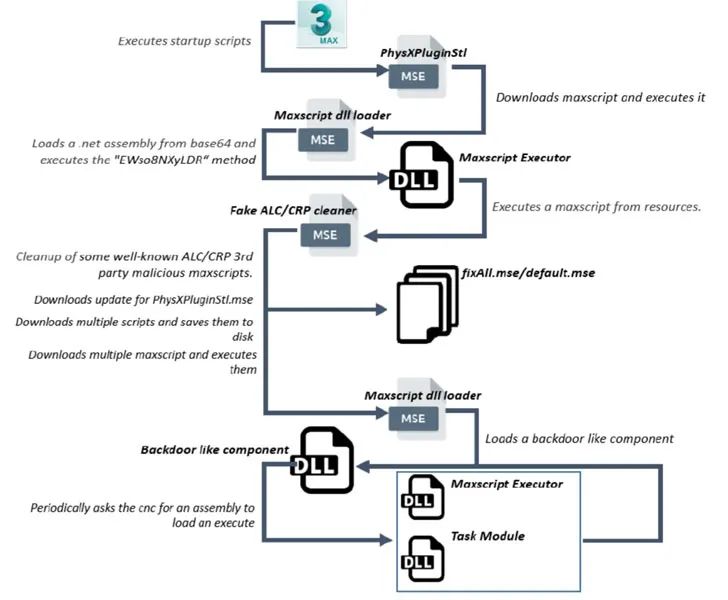 3
MAX
Executes startup scripts
PhysXPluginStl
MSE
Downloads maxscript and executes it
Maxscript dll loader
MSE
Loads a .net assembly from base64 and
executes the "EWso8NXyLDR" method
Maxscript Executor
DLL
Executes a maxscript from resources.
Fake ALC/CRP cleaner
MSE
Cleanup of some well-known ALC/CRP 3rd
party malicious maxscripts.
fixAll.mse/default.mse
Downloads update for PhysXPluginStl.mse
Downloads multiple scripts and saves them to
disk
Downloads multiple maxscript and executes
them
Maxscript dll loader
MSE
Loads a backdoor like component
Backdoor like component
DLL
Maxscript Executor
DLL
Periodically asks the cnc for an assembly to
load an execute
Task Module
DLL